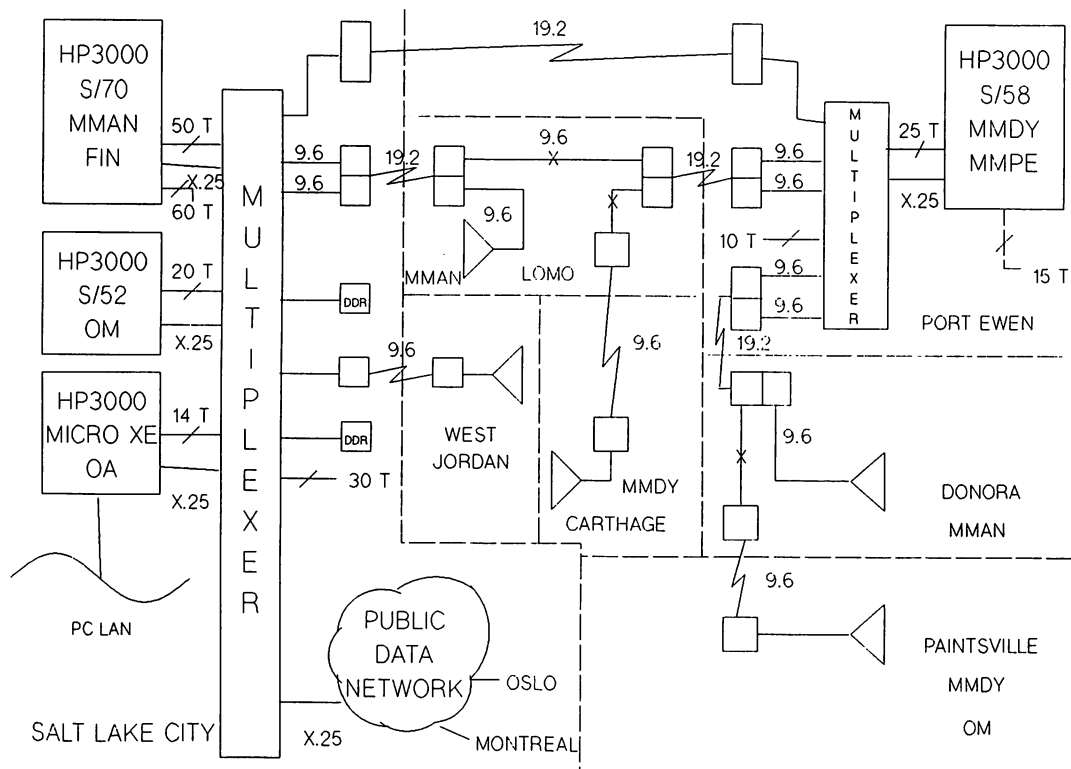 HP3000
S/70
MMAN
FIN
50 T
X.25
60 T
HP3000
S/52
OM
20 T
X.25
HP3000
MICRO XE
OA
14 T
X.25
PC LAN
SALT LAKE CITY
MULTIPLEXER
19.2
9.6
9.6
19.2
9.6
9.6
MMAN
LOMO
19.2
DDR
9.6
DDR
30 T
WEST
JORDAN
9.6
MMDY
CARTHAGE
PUBLIC
DATA
NETWORK
OSLO
MONTREAL
X.25
9.6
9.6
10 T
9.6
9.6
19.2
MULTIPLEXER
25 T
X.25
HP3000
S/58
MMDY
MMPE
15 T
PORT EWEN
9.6
DONORA
MMAN
9.6
PAINTSVILLE
MMDY
OM